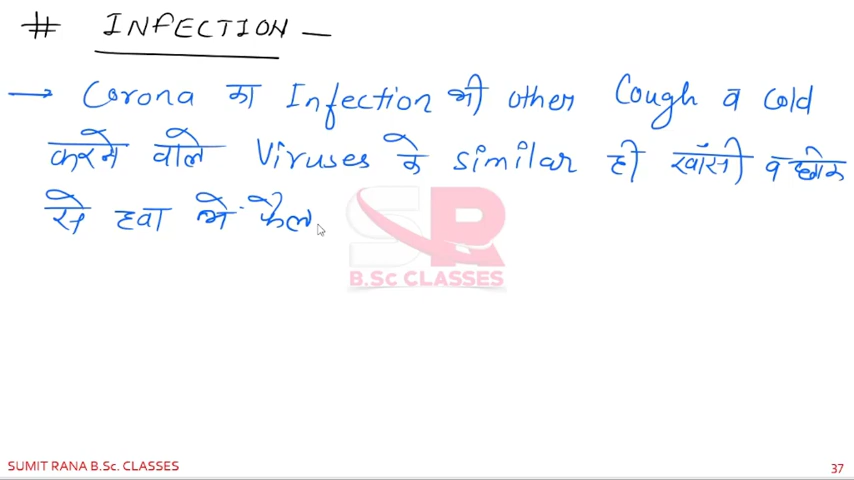 # INFECTION –
→ Corona का Infection भी other Cough व Cold
करने वाले Viruses के similar ही खाँसी व छींक
से हवा मे फैल
SR
B.Sc CLASSES
SUMIT RANA B.Sc. CLASSES
37